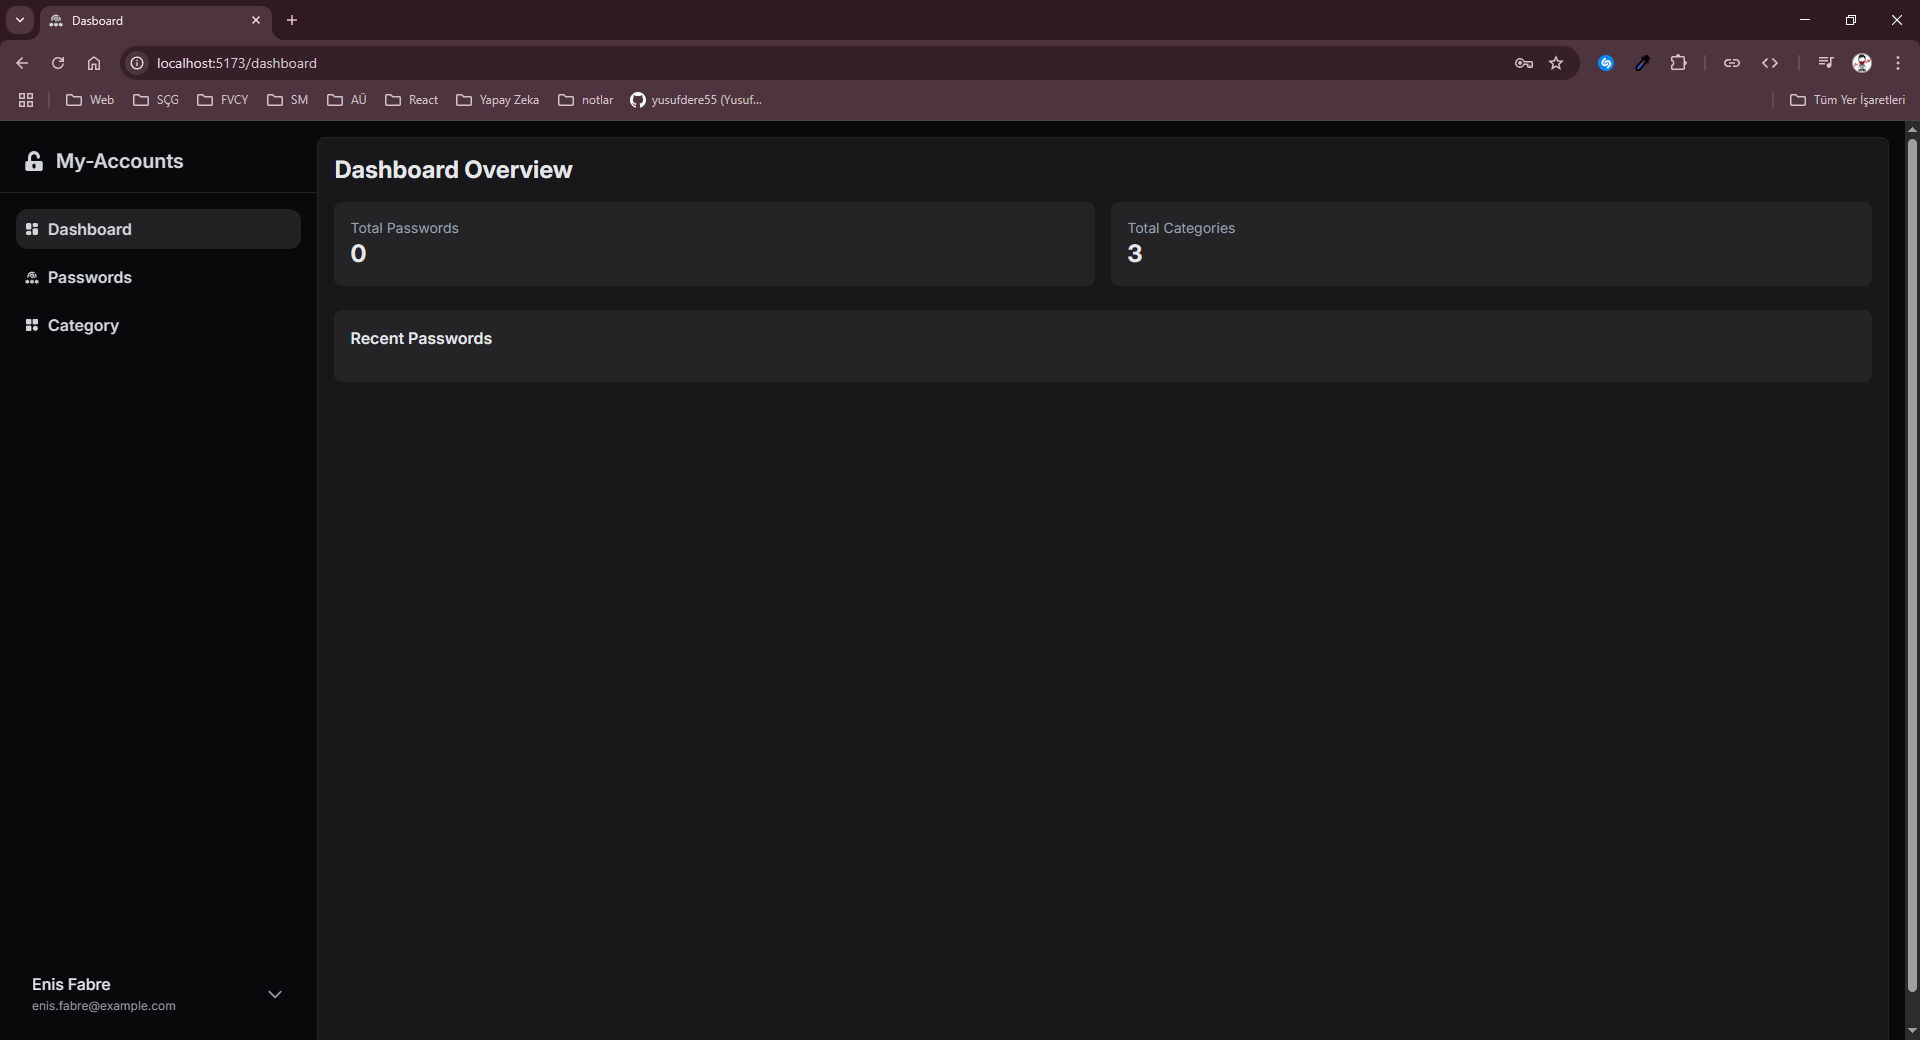 Dasboard
localhost:5173/dashboard
Web SÇG FVCY SM AÜ React Yapay Zeka notlar yusufdere55 (Yusuf... Tüm Yer İşaretleri
My-Accounts
Dashboard
Passwords
Category
Dashboard Overview
Total Passwords
0
Total Categories
3
Recent Passwords
Enis Fabre
enis.fabre@example.com